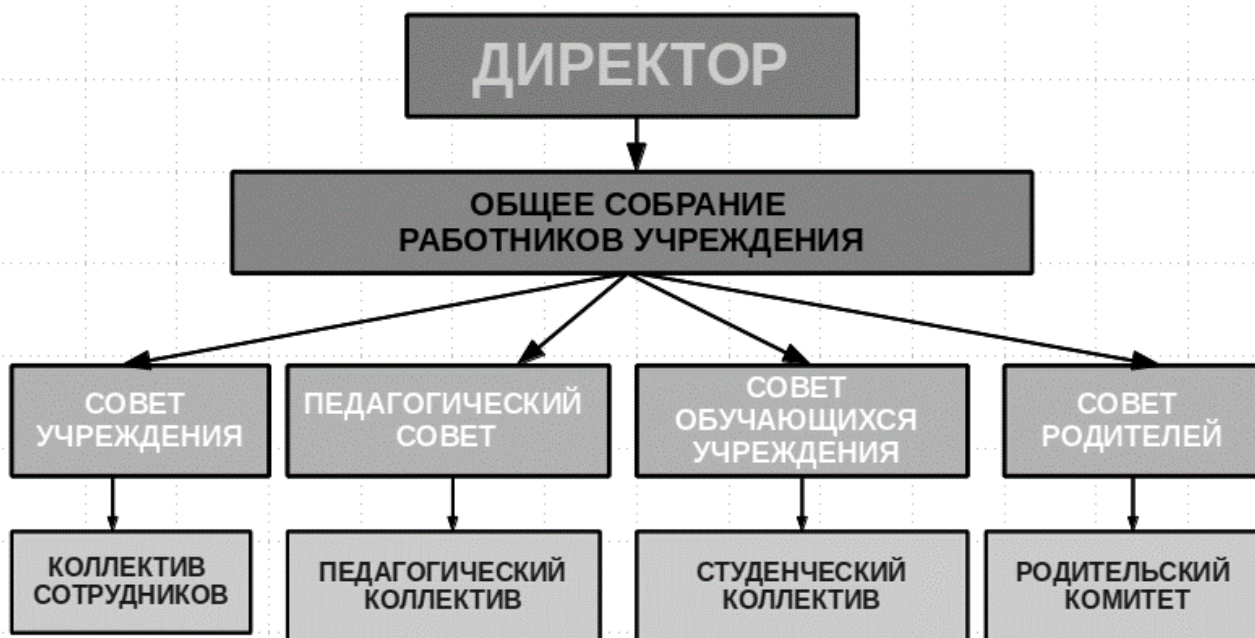 ДИРЕКТОР
ОБЩЕЕ СОБРАНИЕ
РАБОТНИКОВ УЧРЕЖДЕНИЯ
СОВЕТ
УЧРЕЖДЕНИЯ
ПЕДАГОГИЧЕСКИЙ
СОВЕТ
СОВЕТ
ОБУЧАЮЩИХСЯ
УЧРЕЖДЕНИЯ
СОВЕТ
РОДИТЕЛЕЙ
КОЛЛЕКТИВ
СОТРУДНИКОВ
ПЕДАГОГИЧЕСКИЙ
КОЛЛЕКТИВ
СТУДЕНЧЕСКИЙ
КОЛЛЕКТИВ
РОДИТЕЛЬСКИЙ
КОМИТЕТ